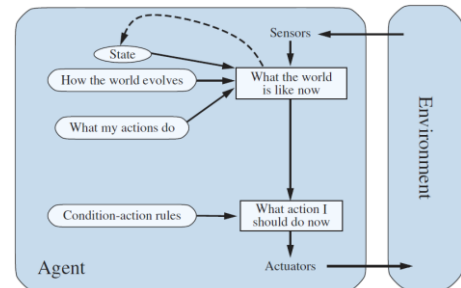 State
Sensors
How the world evolves
What the world
is like now
What my actions do
Condition-action rules
What action I
should do now
Agent
Actuators
Environment